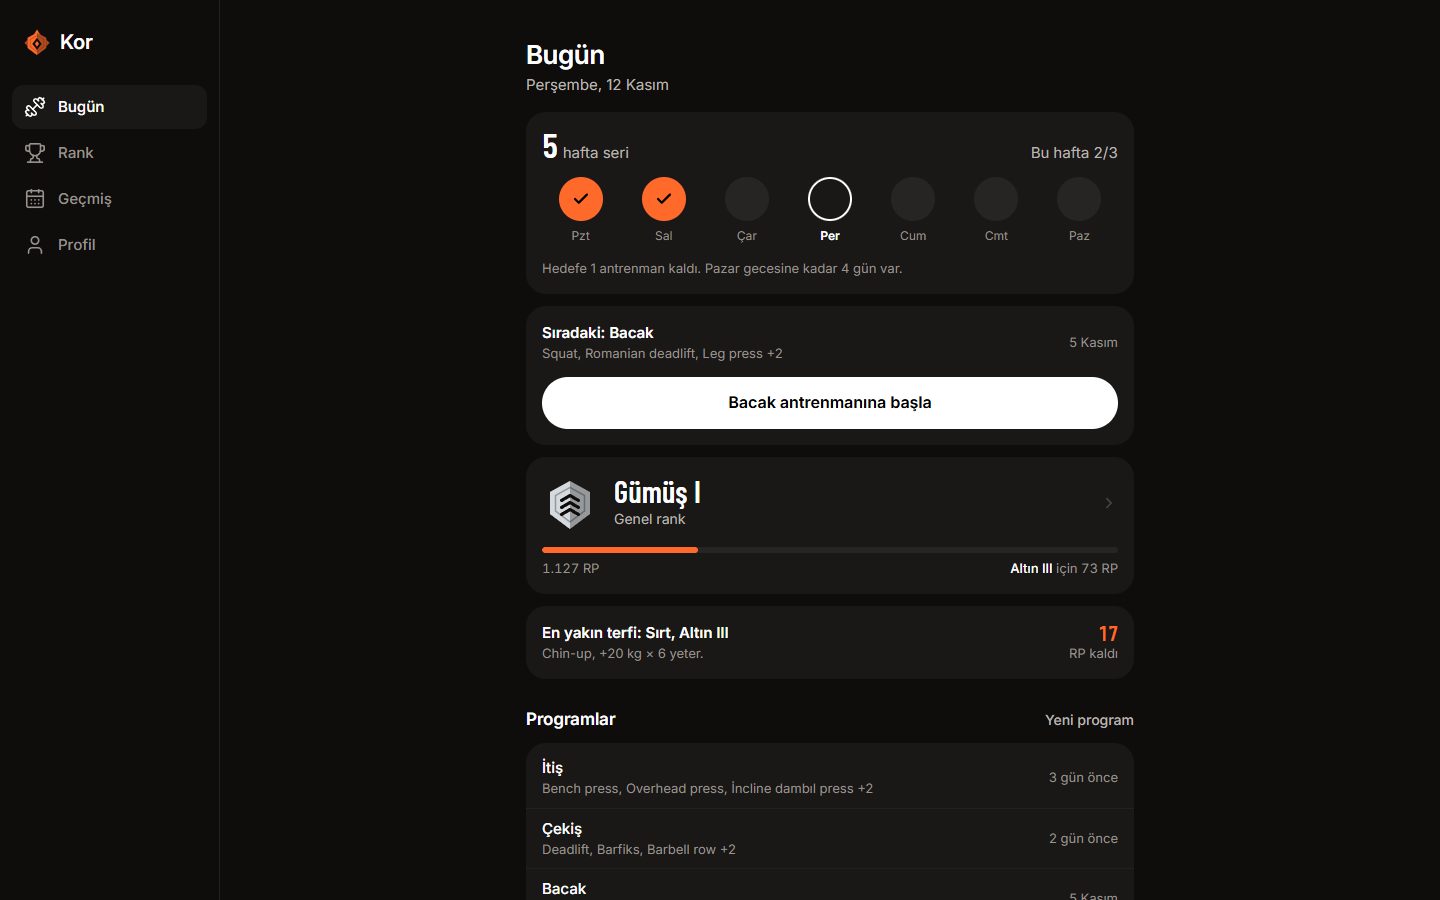 Kor
Bugün
Rank
Geçmiş
Profil
Bugün
Perşembe, 12 Kasım
5 hafta seri
Bu hafta 2/3
Pzt Sal Çar Per Cum Cmt Paz
Hedefe 1 antrenman kaldı. Pazar gecesine kadar 4 gün var.
Sıradaki: Bacak
Squat, Romanian deadlift, Leg press +2
5 Kasım
Bacak antrenmanına başla
Gümüş I
Genel rank
1.127 RP
Altın III için 73 RP
En yakın terfi: Sırt, Altın III
Chin-up, +20 kg × 6 yeter.
17
RP kaldı
Programlar
Yeni program
İtiş
Bench press, Overhead press, İncline dambıl press +2
3 gün önce
Çekiş
Deadlift, Barfiks, Barbell row +2
2 gün önce
Bacak
5 Kasım